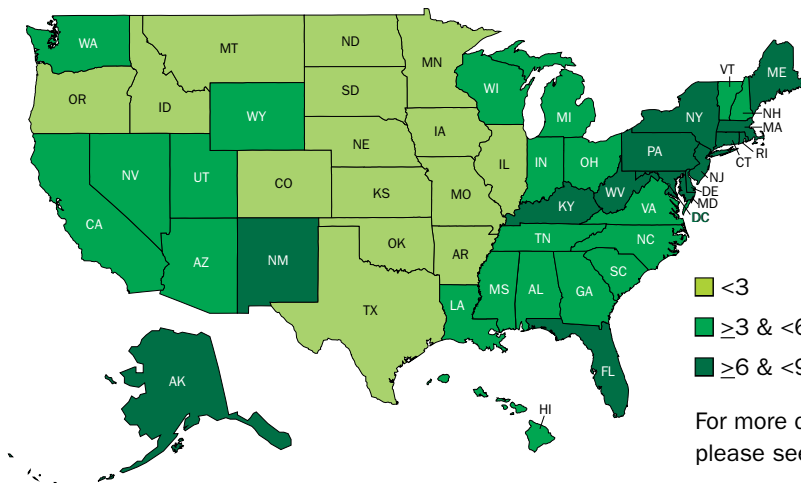 WA
MT
ND
MN
VT
ME
OR
ID
SD
WI
MI
NY
NH
MA
WY
NE
IA
IL
IN
OH
PA
RI
CT
NJ
NV
UT
CO
KS
MO
KY
WV
DE
MD
VA
DC
CA
AZ
NM
OK
AR
TN
NC
SC
TX
LA
MS
AL
GA
FL
AK
HI
<3
≥3 & <6
≥6 & <9
For more
please see